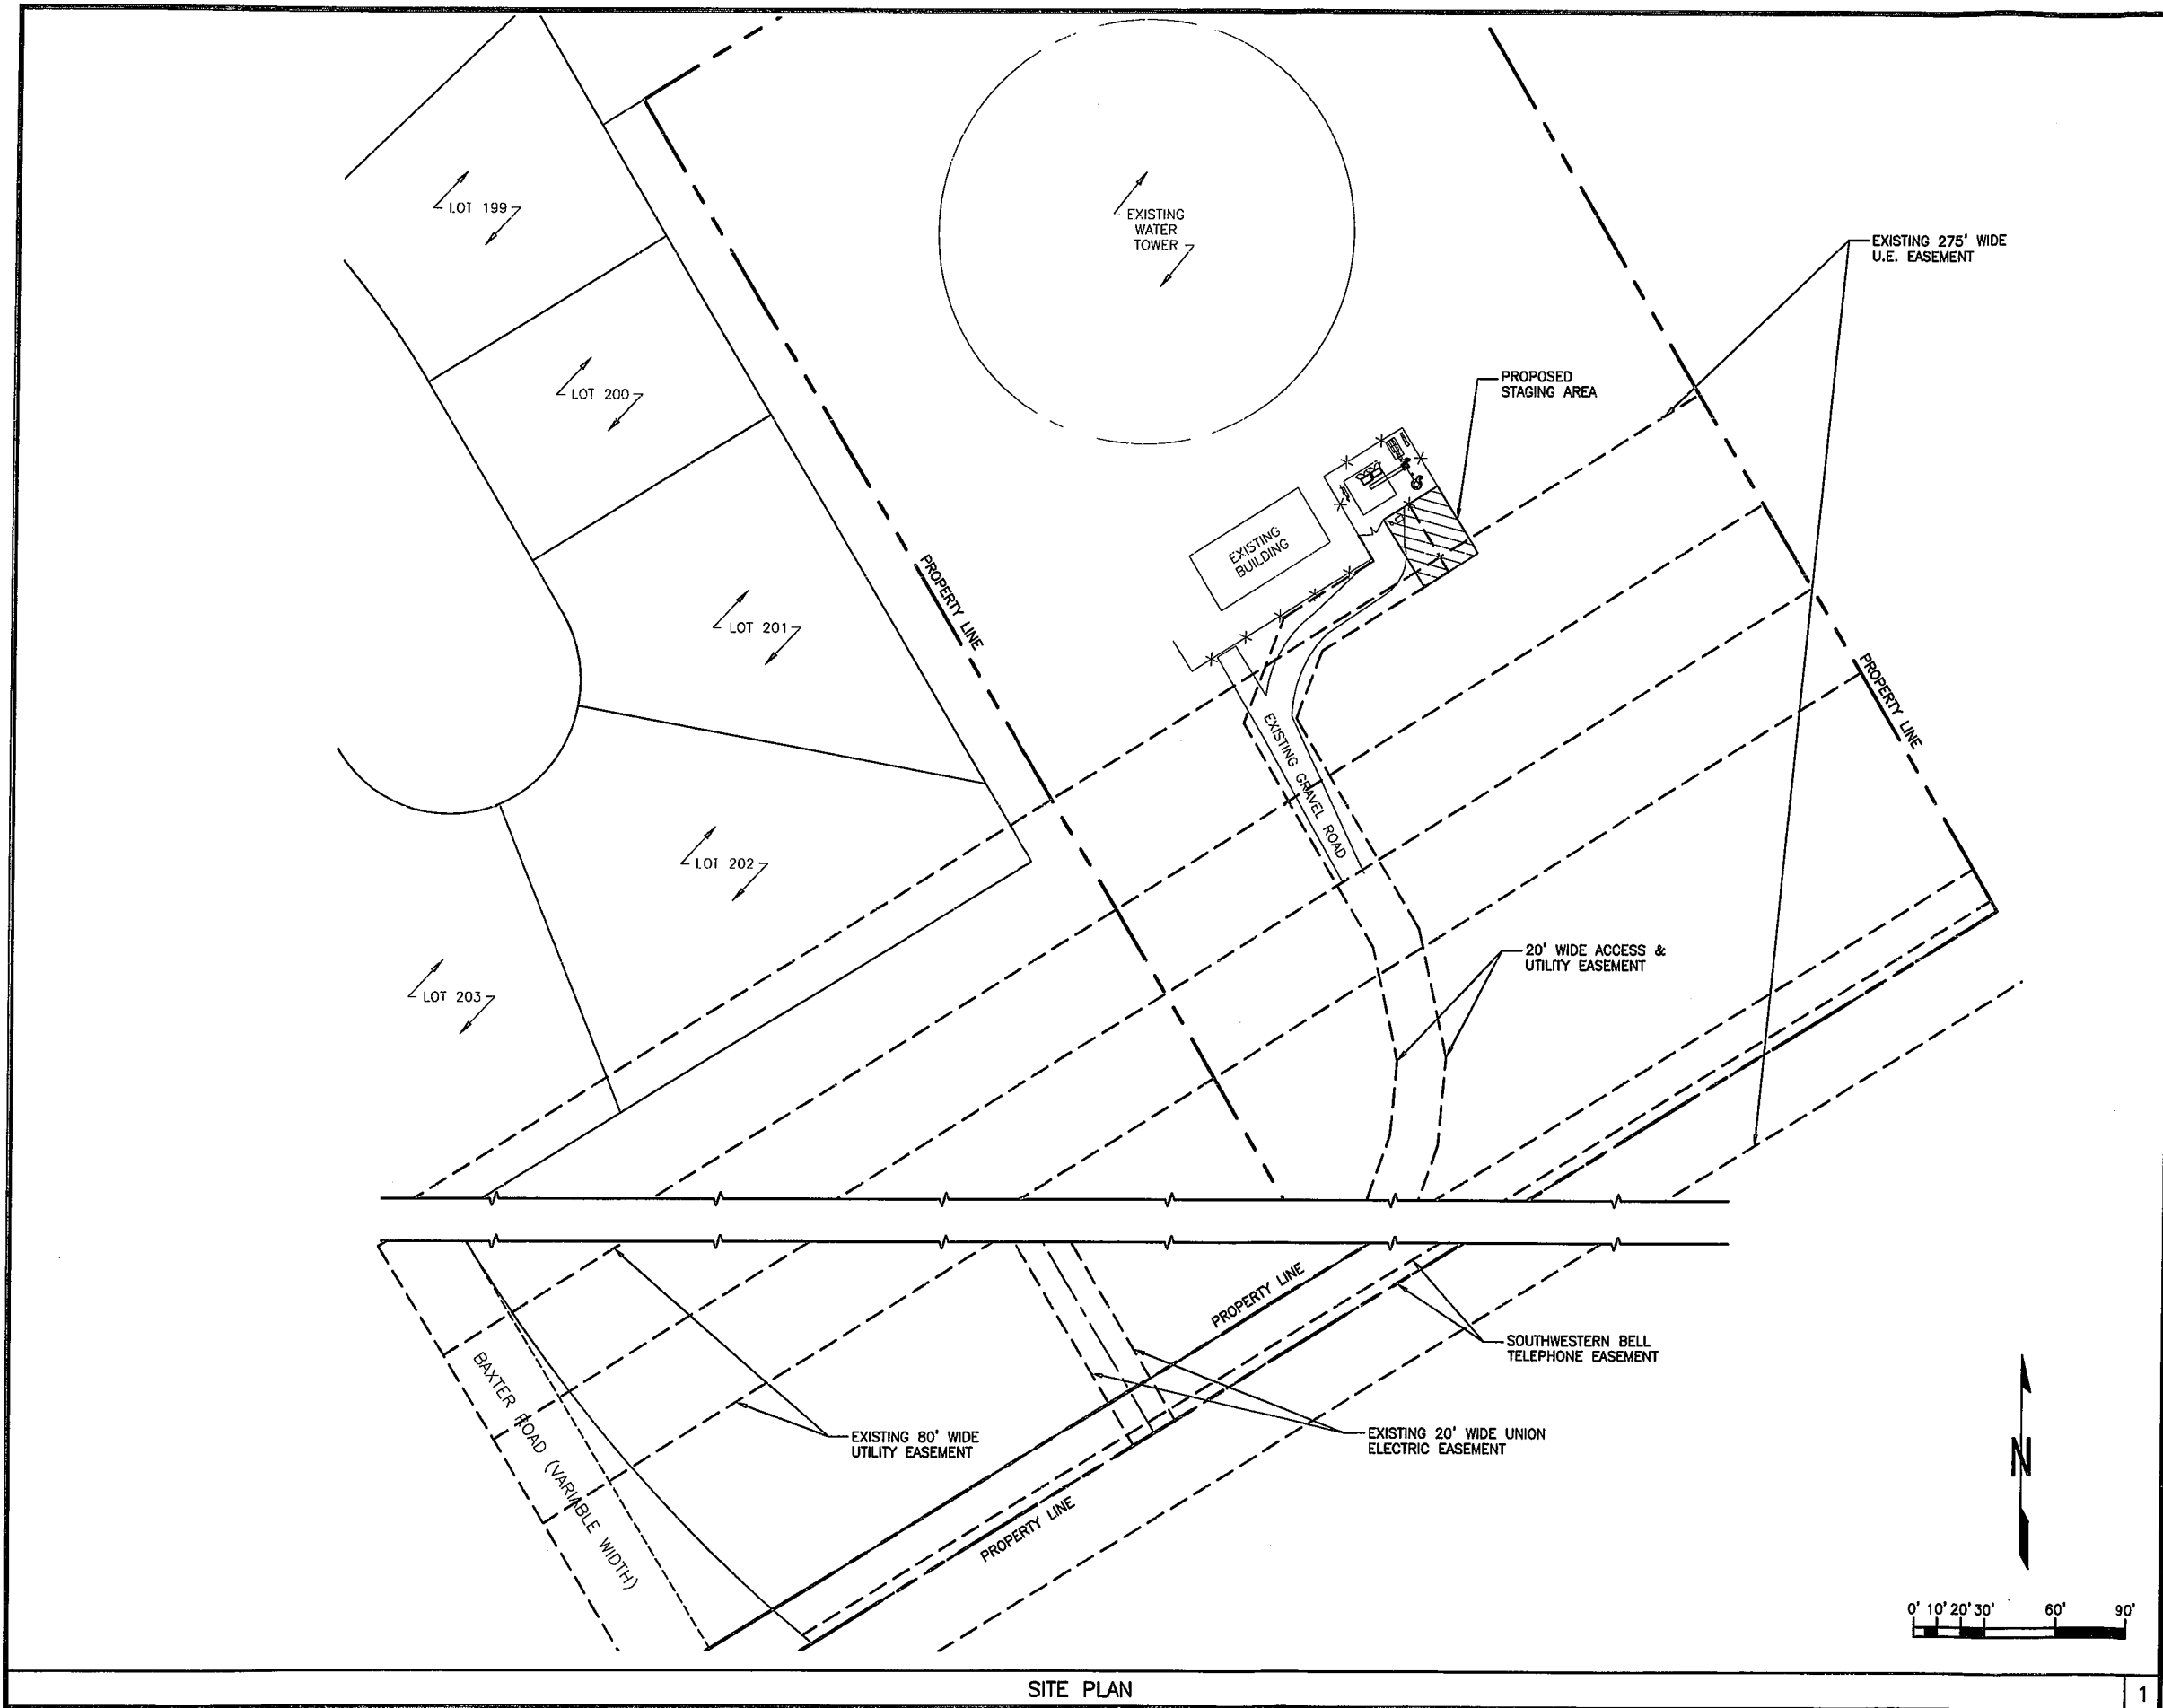 LOT 199
EXISTING
WATER
TOWER
EXISTING 275' WIDE
U.E. EASEMENT
PROPOSED
STAGING AREA
LOT 200
EXISTING
BUILDING
PROPERTY LINE
LOT 201
PROPERTY LINE
EXISTING GRAVEL ROAD
LOT 202
20' WIDE ACCESS &
UTILITY EASEMENT
LOT 203
PROPERTY LINE
SOUTHWESTERN BELL
TELEPHONE EASEMENT
BAXTER ROAD (VARIABLE WIDTH)
EXISTING 80' WIDE
UTILITY EASEMENT
EXISTING 20' WIDE UNION
ELECTRIC EASEMENT
PROPERTY LINE
N
0' 10' 20' 30' 60' 90'
SITE PLAN
1